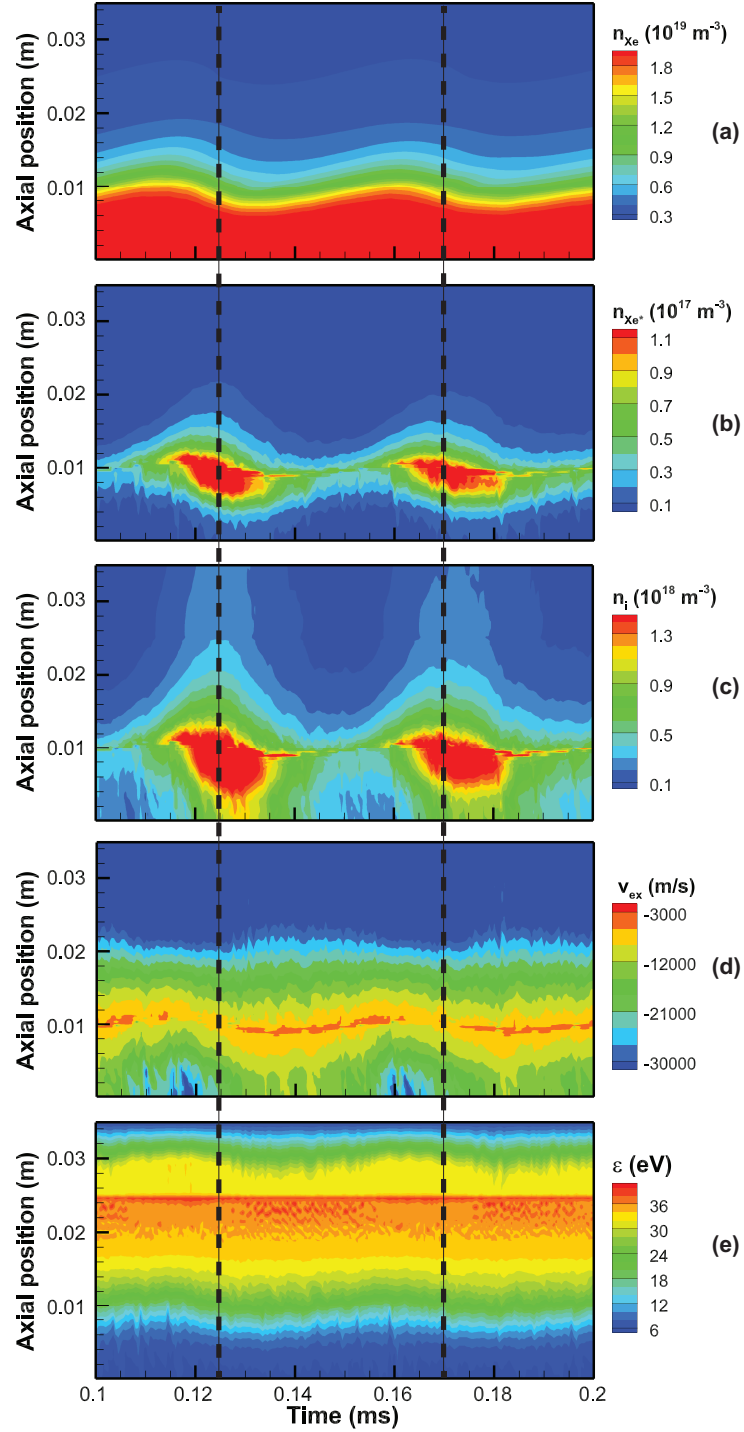 n_Xe (10^19 m^-3)
Axial position (m)
0.03
0.02
0.01
1.8
1.5
1.2
0.9
0.6
0.3
(a)
n_Xe* (10^17 m^-3)
Axial position (m)
0.03
0.02
0.01
1.1
0.9
0.7
0.5
0.3
0.1
(b)
n_i (10^18 m^-3)
Axial position (m)
0.03
0.02
0.01
1.3
0.9
0.5
0.1
(c)
v_ex (m/s)
Axial position (m)
0.03
0.02
0.01
-3000
-12000
-21000
-30000
(d)
ε (eV)
Axial position (m)
0.03
0.02
0.01
36
30
24
18
12
6
(e)
0.1 0.12 0.14 0.16 0.18 0.2
Time (ms)